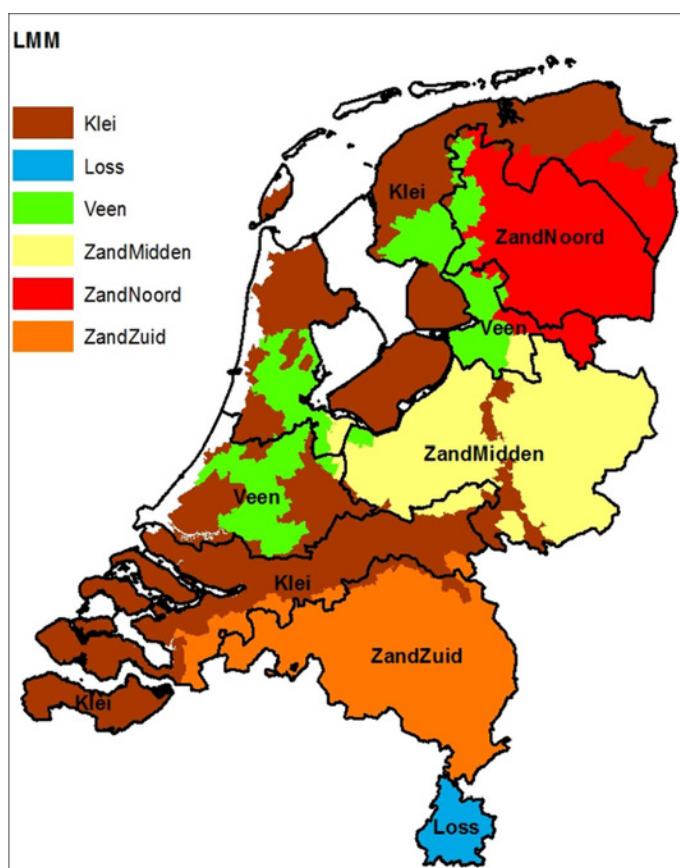 LMM
Klei
Loss
Veen
ZandMidden
ZandNoord
ZandZuid
Klei
ZandNoord
Veen
ZandMidden
Veen
Klei
ZandZuid
Klei
Loss